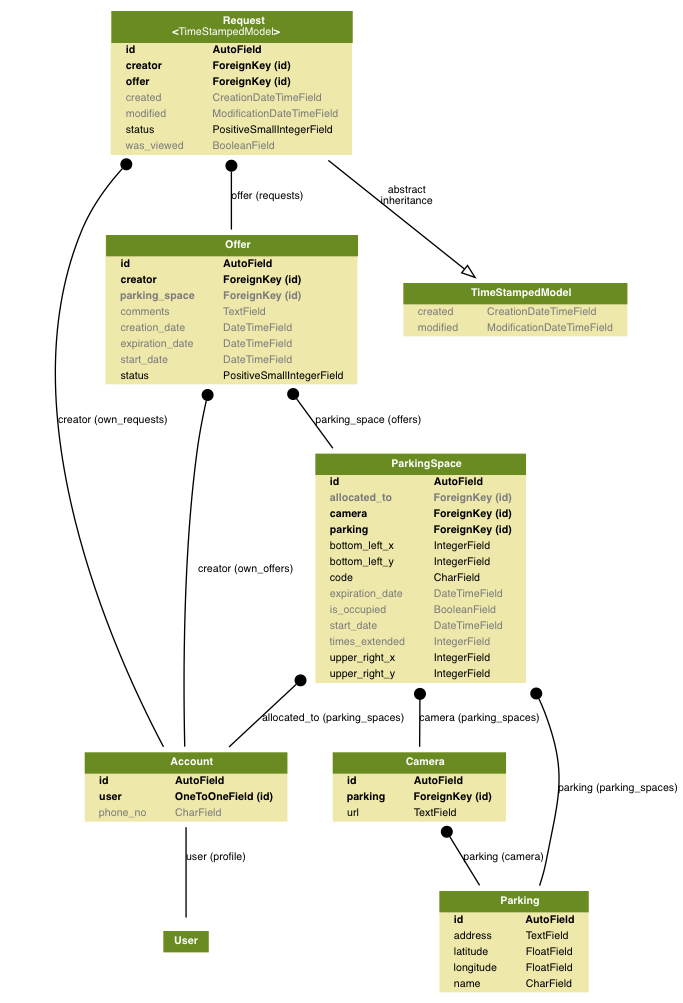 Request
<TimeStampedModel>
id AutoField
creator ForeignKey (id)
offer ForeignKey (id)
created CreationDateTimeField
modified ModificationDateTimeField
status PositiveSmallIntegerField
was_viewed BooleanField
offer (requests)
abstract
inheritance
Offer
id AutoField
creator ForeignKey (id)
parking_space ForeignKey (id)
comments TextField
creation_date DateTimeField
expiration_date DateTimeField
start_date DateTimeField
status PositiveSmallIntegerField
TimeStampedModel
created CreationDateTimeField
modified ModificationDateTimeField
creator (own_requests)
parking_space (offers)
ParkingSpace
id AutoField
allocated_to ForeignKey (id)
camera ForeignKey (id)
parking ForeignKey (id)
bottom_left_x IntegerField
bottom_left_y IntegerField
code CharField
expiration_date DateTimeField
is_occupied BooleanField
start_date DateTimeField
times_extended IntegerField
upper_right_x IntegerField
upper_right_y IntegerField
creator (own_offers)
allocated_to (parking_spaces)
camera (parking_spaces)
Account
id AutoField
user OneToOneField (id)
phone_no CharField
Camera
id AutoField
parking ForeignKey (id)
url TextField
parking (parking_spaces)
user (profile)
parking (camera)
User
Parking
id AutoField
address TextField
latitude FloatField
longitude FloatField
name CharField